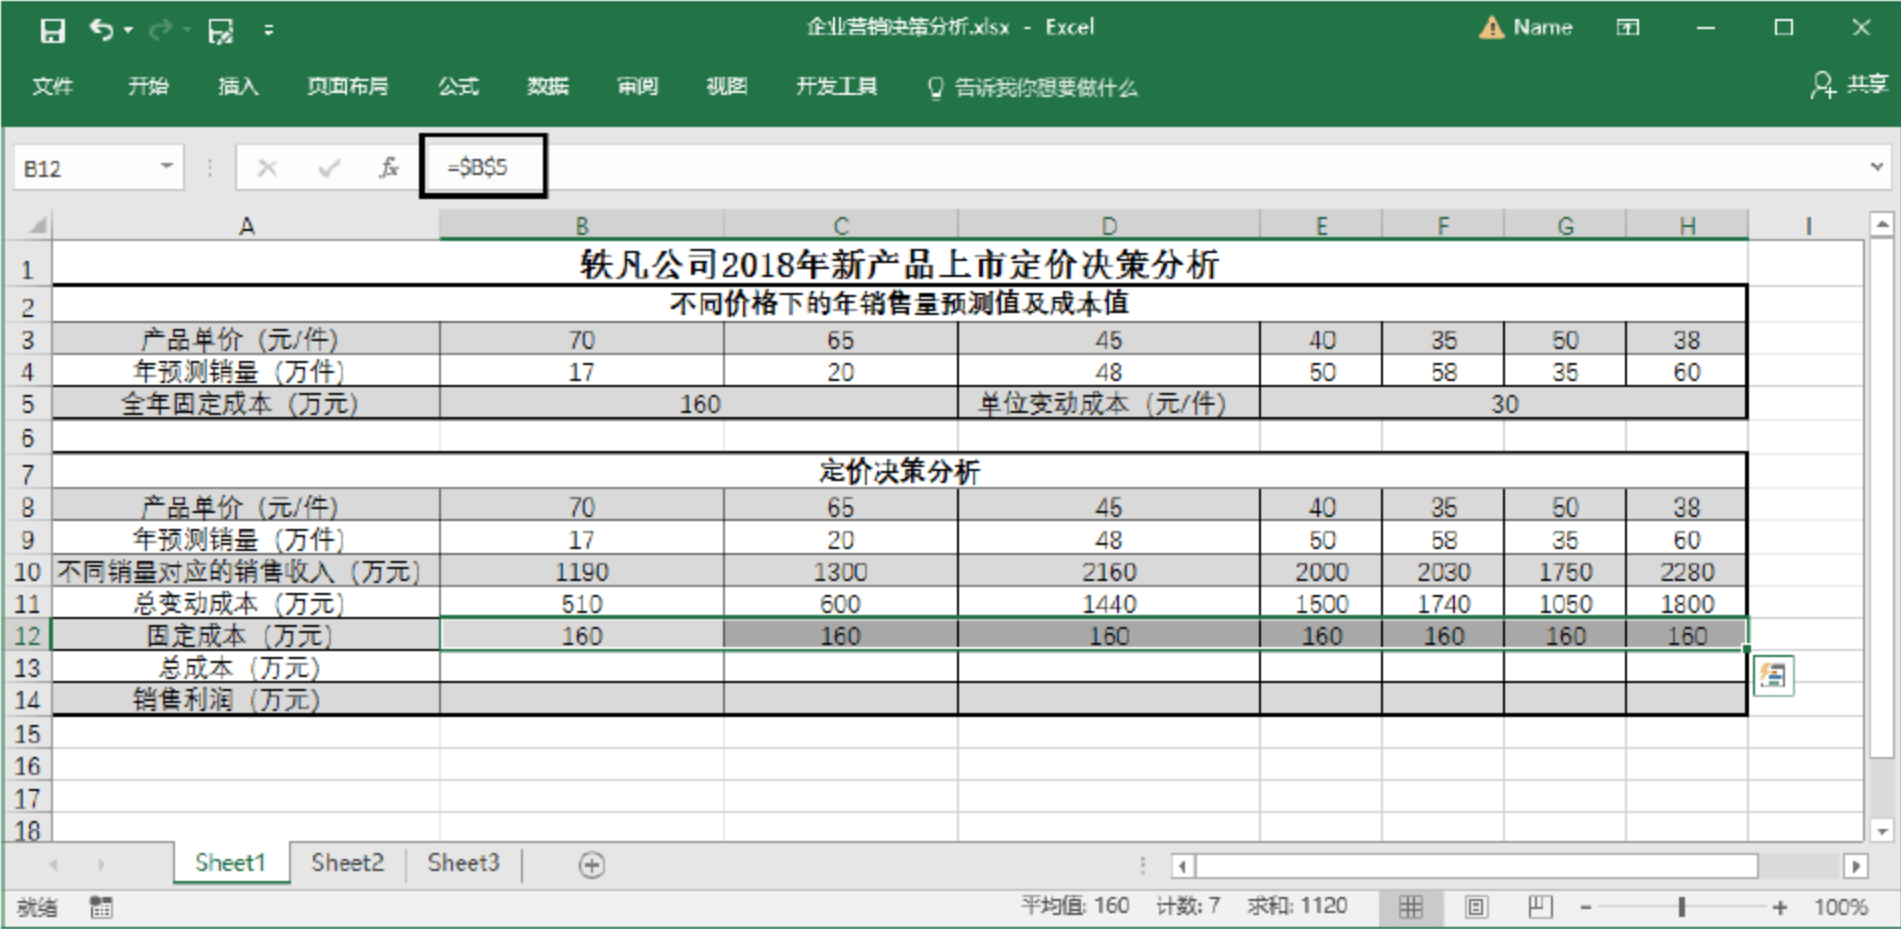 企业营销决策分析.xlsx - Excel
Name
文件 开始 插入 页面布局 公式 数据 审阅 视图 开发工具 告诉我你想要做什么 共享
B12 fx =$B$5
A B C D E F G H I
1 轶凡公司2018年新产品上市定价决策分析
2 不同价格下的年销售量预测值及成本值
3 产品单价（元/件） 70 65 45 40 35 50 38
4 年预测销量（万件） 17 20 48 50 58 35 60
5 全年固定成本（万元） 160 单位变动成本（元/件） 30
6
7 定价决策分析
8 产品单价（元/件） 70 65 45 40 35 50 38
9 年预测销量（万件） 17 20 48 50 58 35 60
10 不同销量对应的销售收入（万元） 1190 1300 2160 2000 2030 1750 2280
11 总变动成本（万元） 510 600 1440 1500 1740 1050 1800
12 固定成本（万元） 160 160 160 160 160 160 160
13 总成本（万元）
14 销售利润（万元）
15
16
17
18
Sheet1 Sheet2 Sheet3
就绪 平均值: 160 计数: 7 求和: 1120 100%